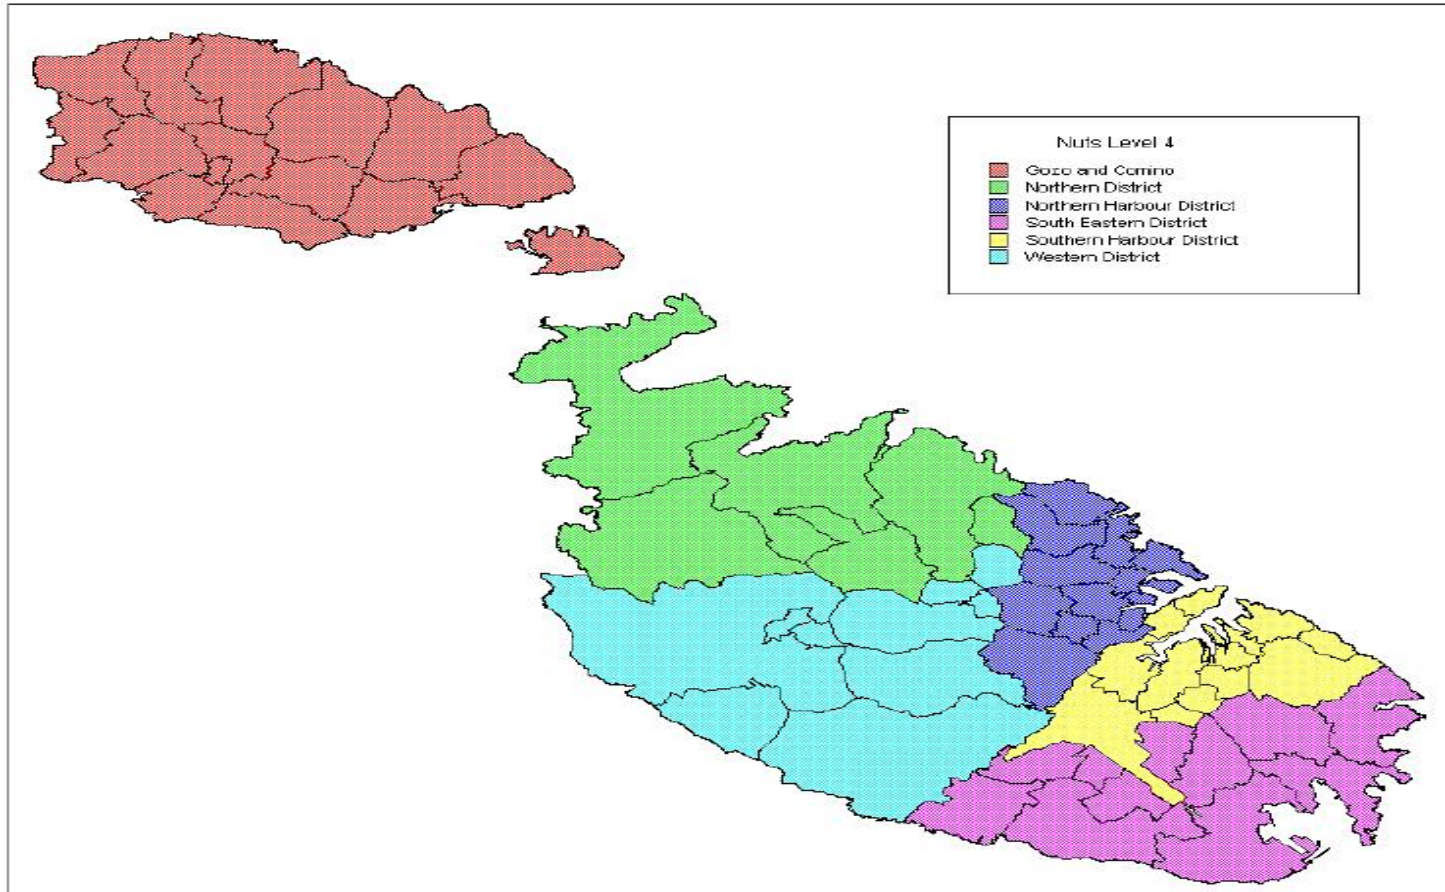 Nuts Level 4
Gozo and Comino
Northern District
Northern Harbour District
South Eastern District
Southern Harbour District
Western District